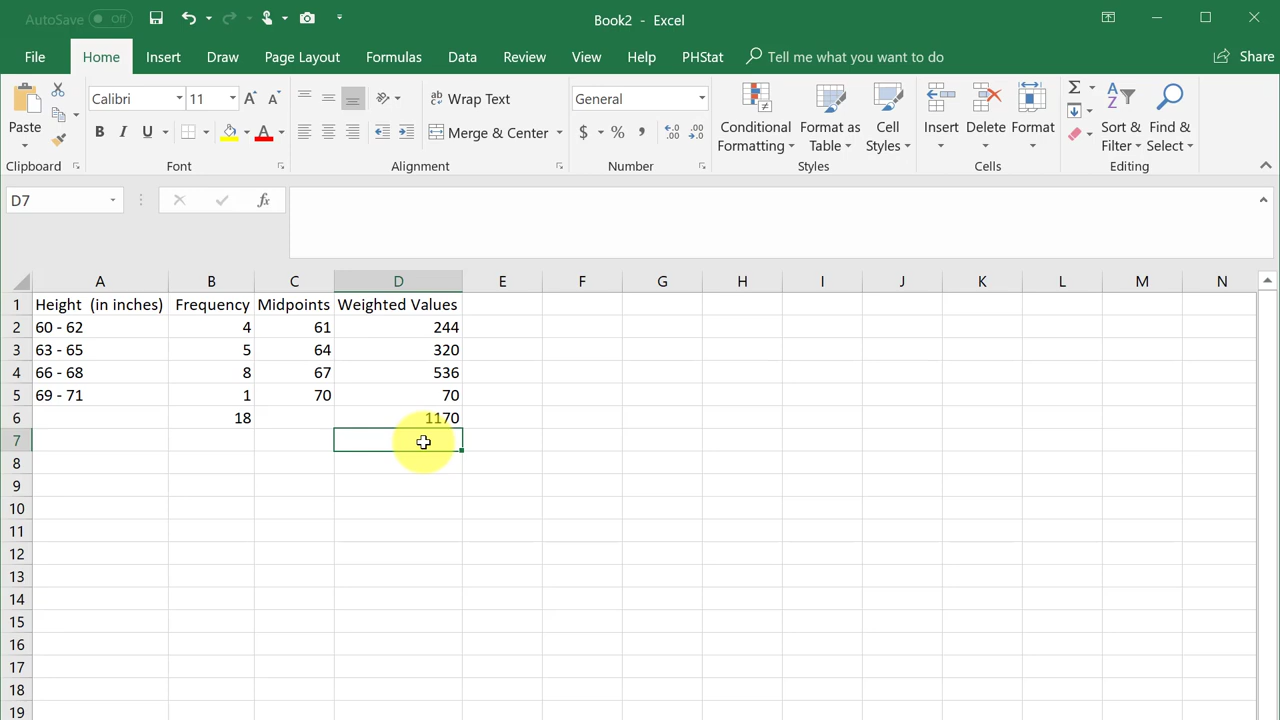 AutoSave Off Book2 - Excel
File Home Insert Draw Page Layout Formulas Data Review View Help PHStat Tell me what you want to do Share
Calibri 11 Wrap Text General
Paste Merge & Center $ % , Conditional Formatting Format as Table Cell Styles Insert Delete Format Sort & Filter Find & Select
Clipboard Font Alignment Number Styles Cells Editing
D7 fx
A B C D E F G H I J K L M N
1 Height (in inches) Frequency Midpoints Weighted Values
2 60 - 62 4 61 244
3 63 - 65 5 64 320
4 66 - 68 8 67 536
5 69 - 71 1 70 70
6 18 1170
7
8
9
10
11
12
13
14
15
16
17
18
19